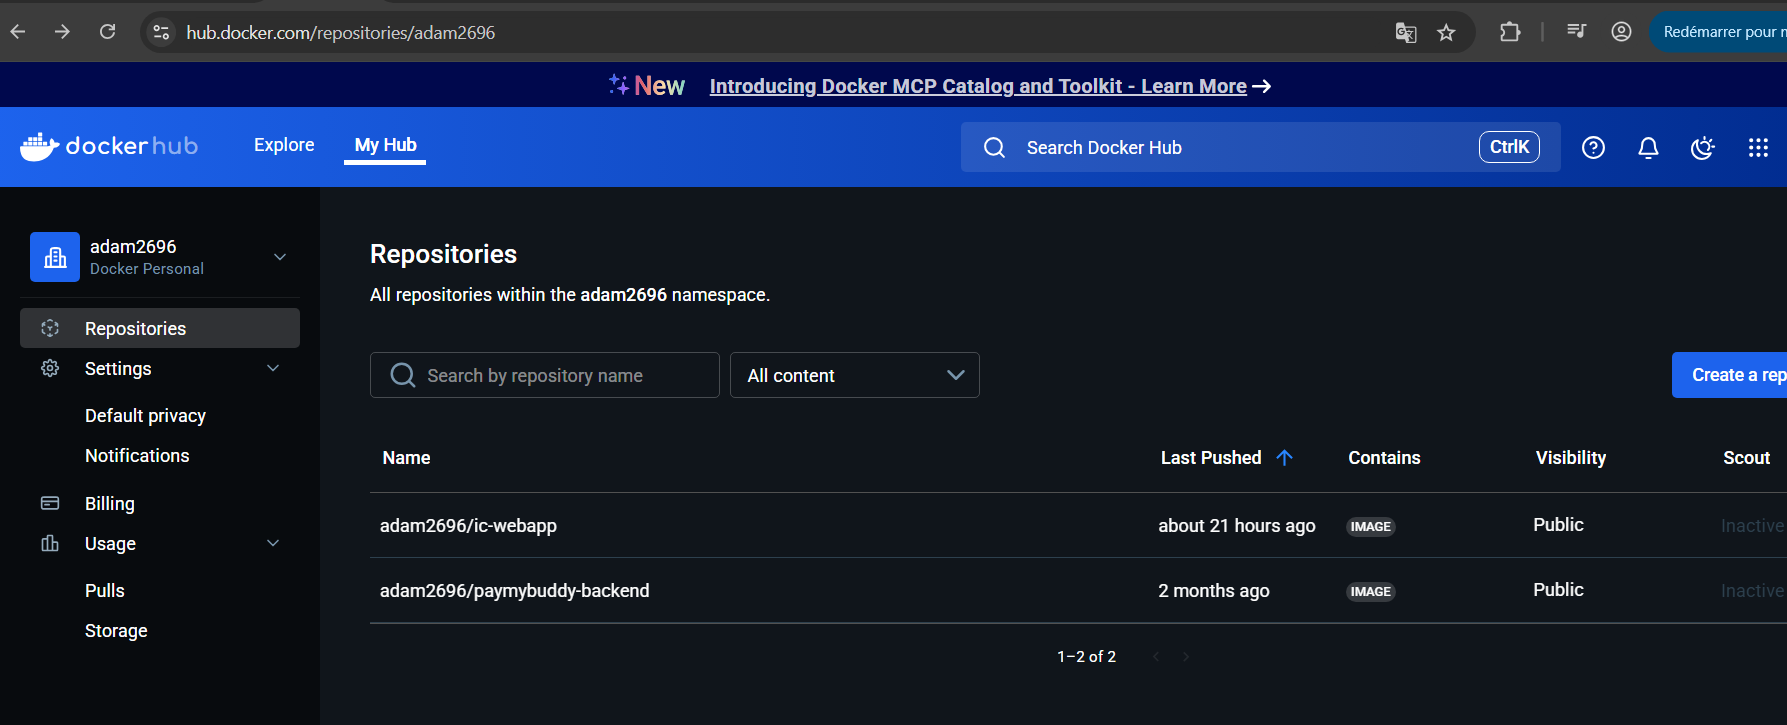 hub.docker.com/repositories/adam2696
Redémarrer pour
New Introducing Docker MCP Catalog and Toolkit - Learn More
dockerhub Explore My Hub Search Docker Hub CtrlK
adam2696
Docker Personal
Repositories
Settings
Default privacy
Notifications
Billing
Usage
Pulls
Storage
Repositories
All repositories within the adam2696 namespace.
Search by repository name All content Create a rep
Name Last Pushed Contains Visibility Scout
adam2696/ic-webapp about 21 hours ago IMAGE Public Inactive
adam2696/paymybuddy-backend 2 months ago IMAGE Public Inactive
1–2 of 2